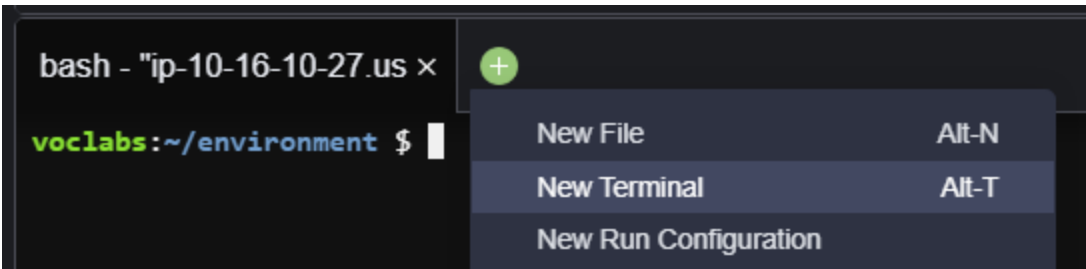 bash - "ip-10-16-10-27.us ×
voclabs:~/environment $
New File Alt-N
New Terminal Alt-T
New Run Configuration